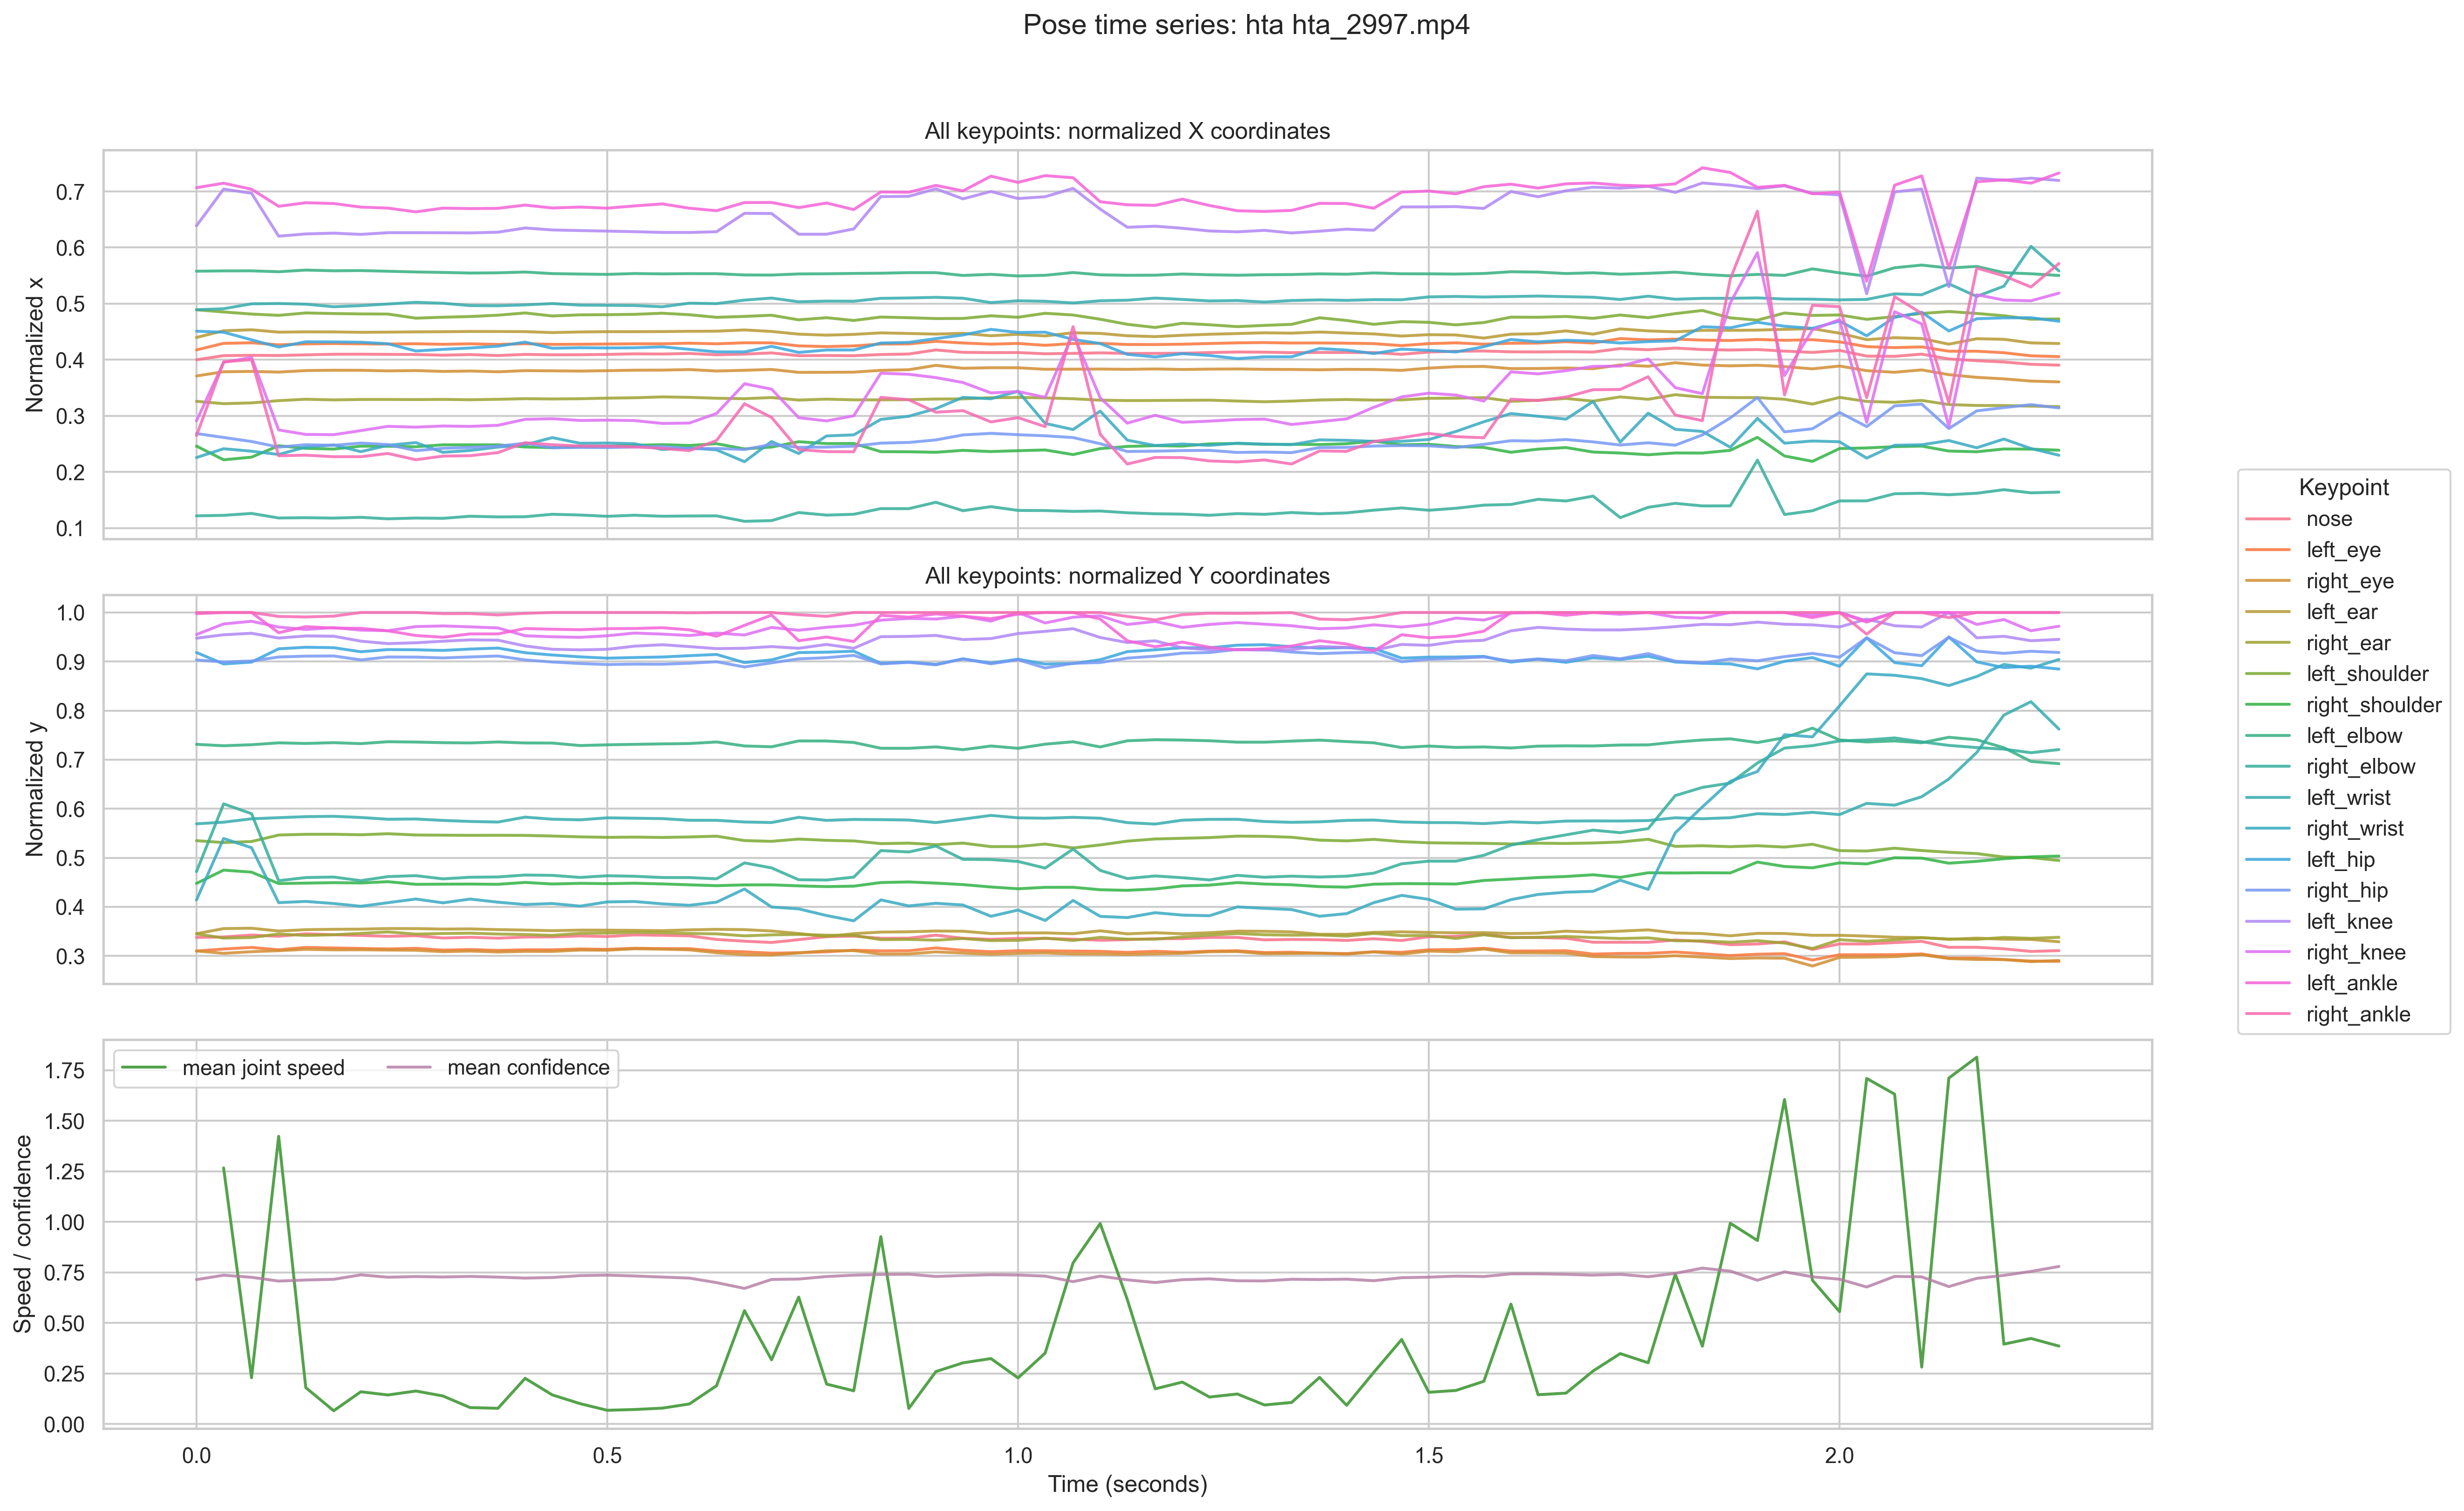 Pose time series: hta hta_2997.mp4
All keypoints: normalized X coordinates
Normalized x
0.7
0.6
0.5
0.4
0.3
0.2
0.1
All keypoints: normalized Y coordinates
Normalized y
1.0
0.9
0.8
0.7
0.6
0.5
0.4
0.3
Keypoint
nose
left_eye
right_eye
left_ear
right_ear
left_shoulder
right_shoulder
left_elbow
right_elbow
left_wrist
right_wrist
left_hip
right_hip
left_knee
right_knee
left_ankle
right_ankle
mean joint speed
mean confidence
Speed / confidence
1.75
1.50
1.25
1.00
0.75
0.50
0.25
0.00
0.0
0.5
1.0
1.5
2.0
Time (seconds)